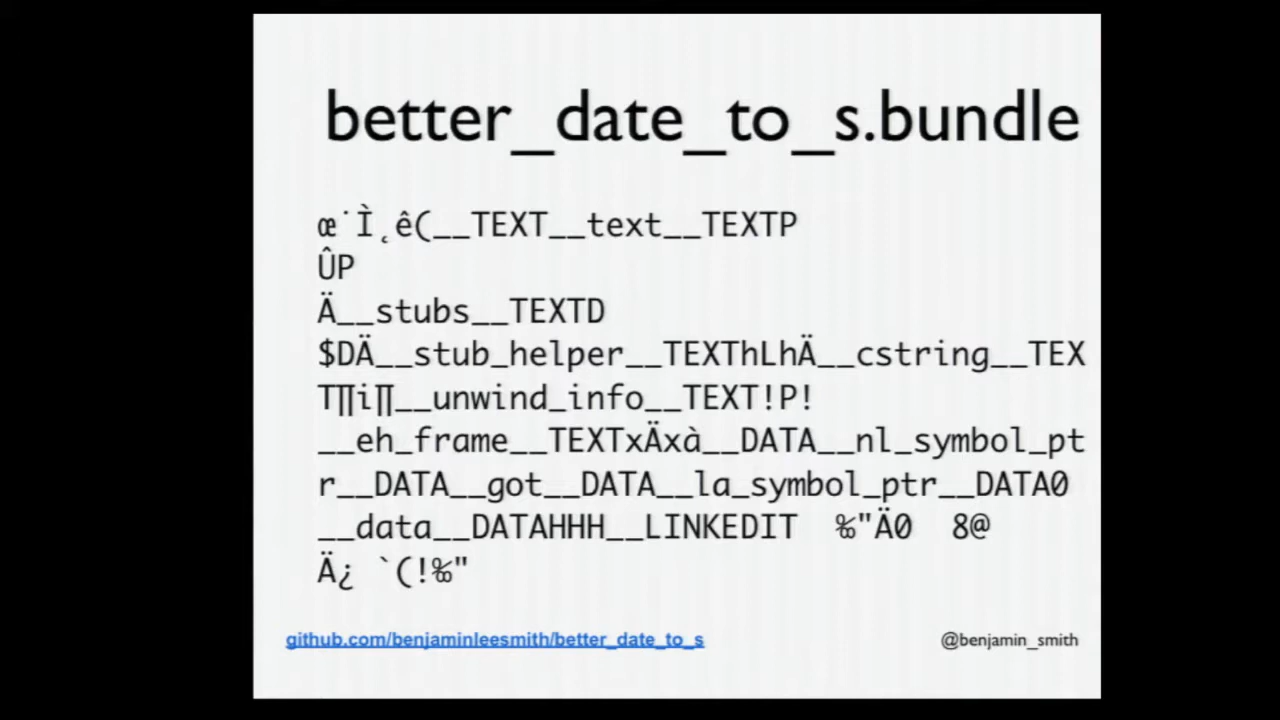 better_date_to_s.bundle
œ˙Ì˛ê(__TEXT__text__TEXTP
ÛP
Ä__stubs__TEXTD
$DÄ__stub_helper__TEXThLhÄ__cstring__TEX
T∏i∏__unwind_info__TEXT!P!
__eh_frame__TEXTxÄxà__DATA__nl_symbol_pt
r__DATA__got__DATA__la_symbol_ptr__DATA0
__data__DATAHHH__LINKEDIT  ‰"Ä0  8@
Ä¿ `(!‰"
github.com/benjaminleesmith/better_date_to_s
@benjamin_smith